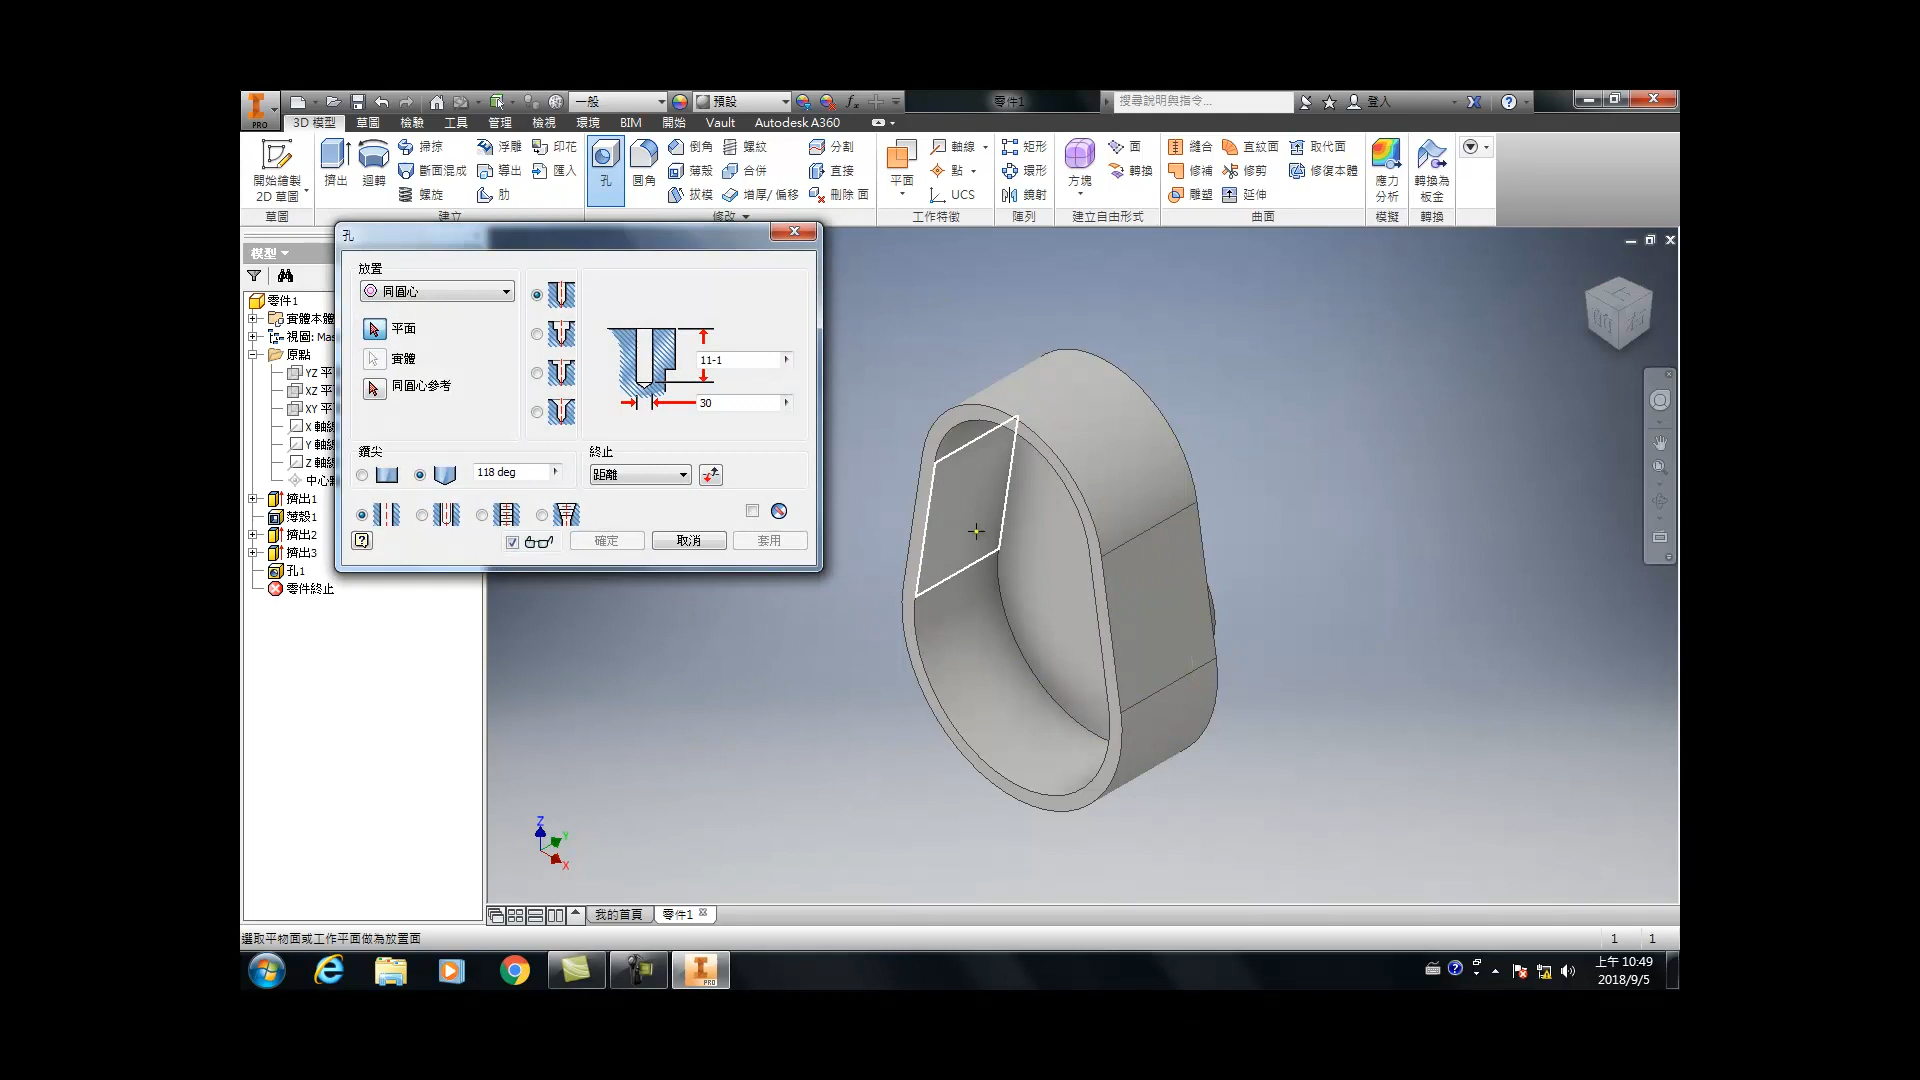 PRO
一般
預設
零件1
搜尋說明與指令...
登入
3D 模型
草圖
檢驗
工具
管理
檢視
環境
BIM
開始
Vault
Autodesk A360
開始繪製
2D 草圖
草圖
擠出
迴轉
掃掠
斷面混成
螺旋
浮雕
導出
肋
印花
匯入
建立
孔
圓角
倒角
薄殼
拔模
螺紋
合併
增厚/ 偏移
分割
直接
刪除 面
修改
平面
軸線
點
UCS
工作特徵
矩形
環形
鏡射
陣列
方塊
面
轉換
建立自由形式
縫合
修補
雕塑
直紋面
修剪
延伸
取代面
修復本體
曲面
應力
分析
模擬
轉換為
板金
轉換
模型
零件1
實體本體
視圖: Mas
原點
YZ 平
XZ 平
XY 平
X 軸線
Y 軸線
Z 軸線
中心點
擠出1
薄殼1
擠出2
擠出3
孔1
零件終止
孔
放置
同圓心
平面
實體
同圓心參考
11-1
30
鑽尖
118 deg
終止
距離
確定
取消
套用
前
右
Z
Y
X
我的首頁
零件1
選取平物面或工作平面做為放置面
1
1
PRO
上午 10:49
2018/9/5